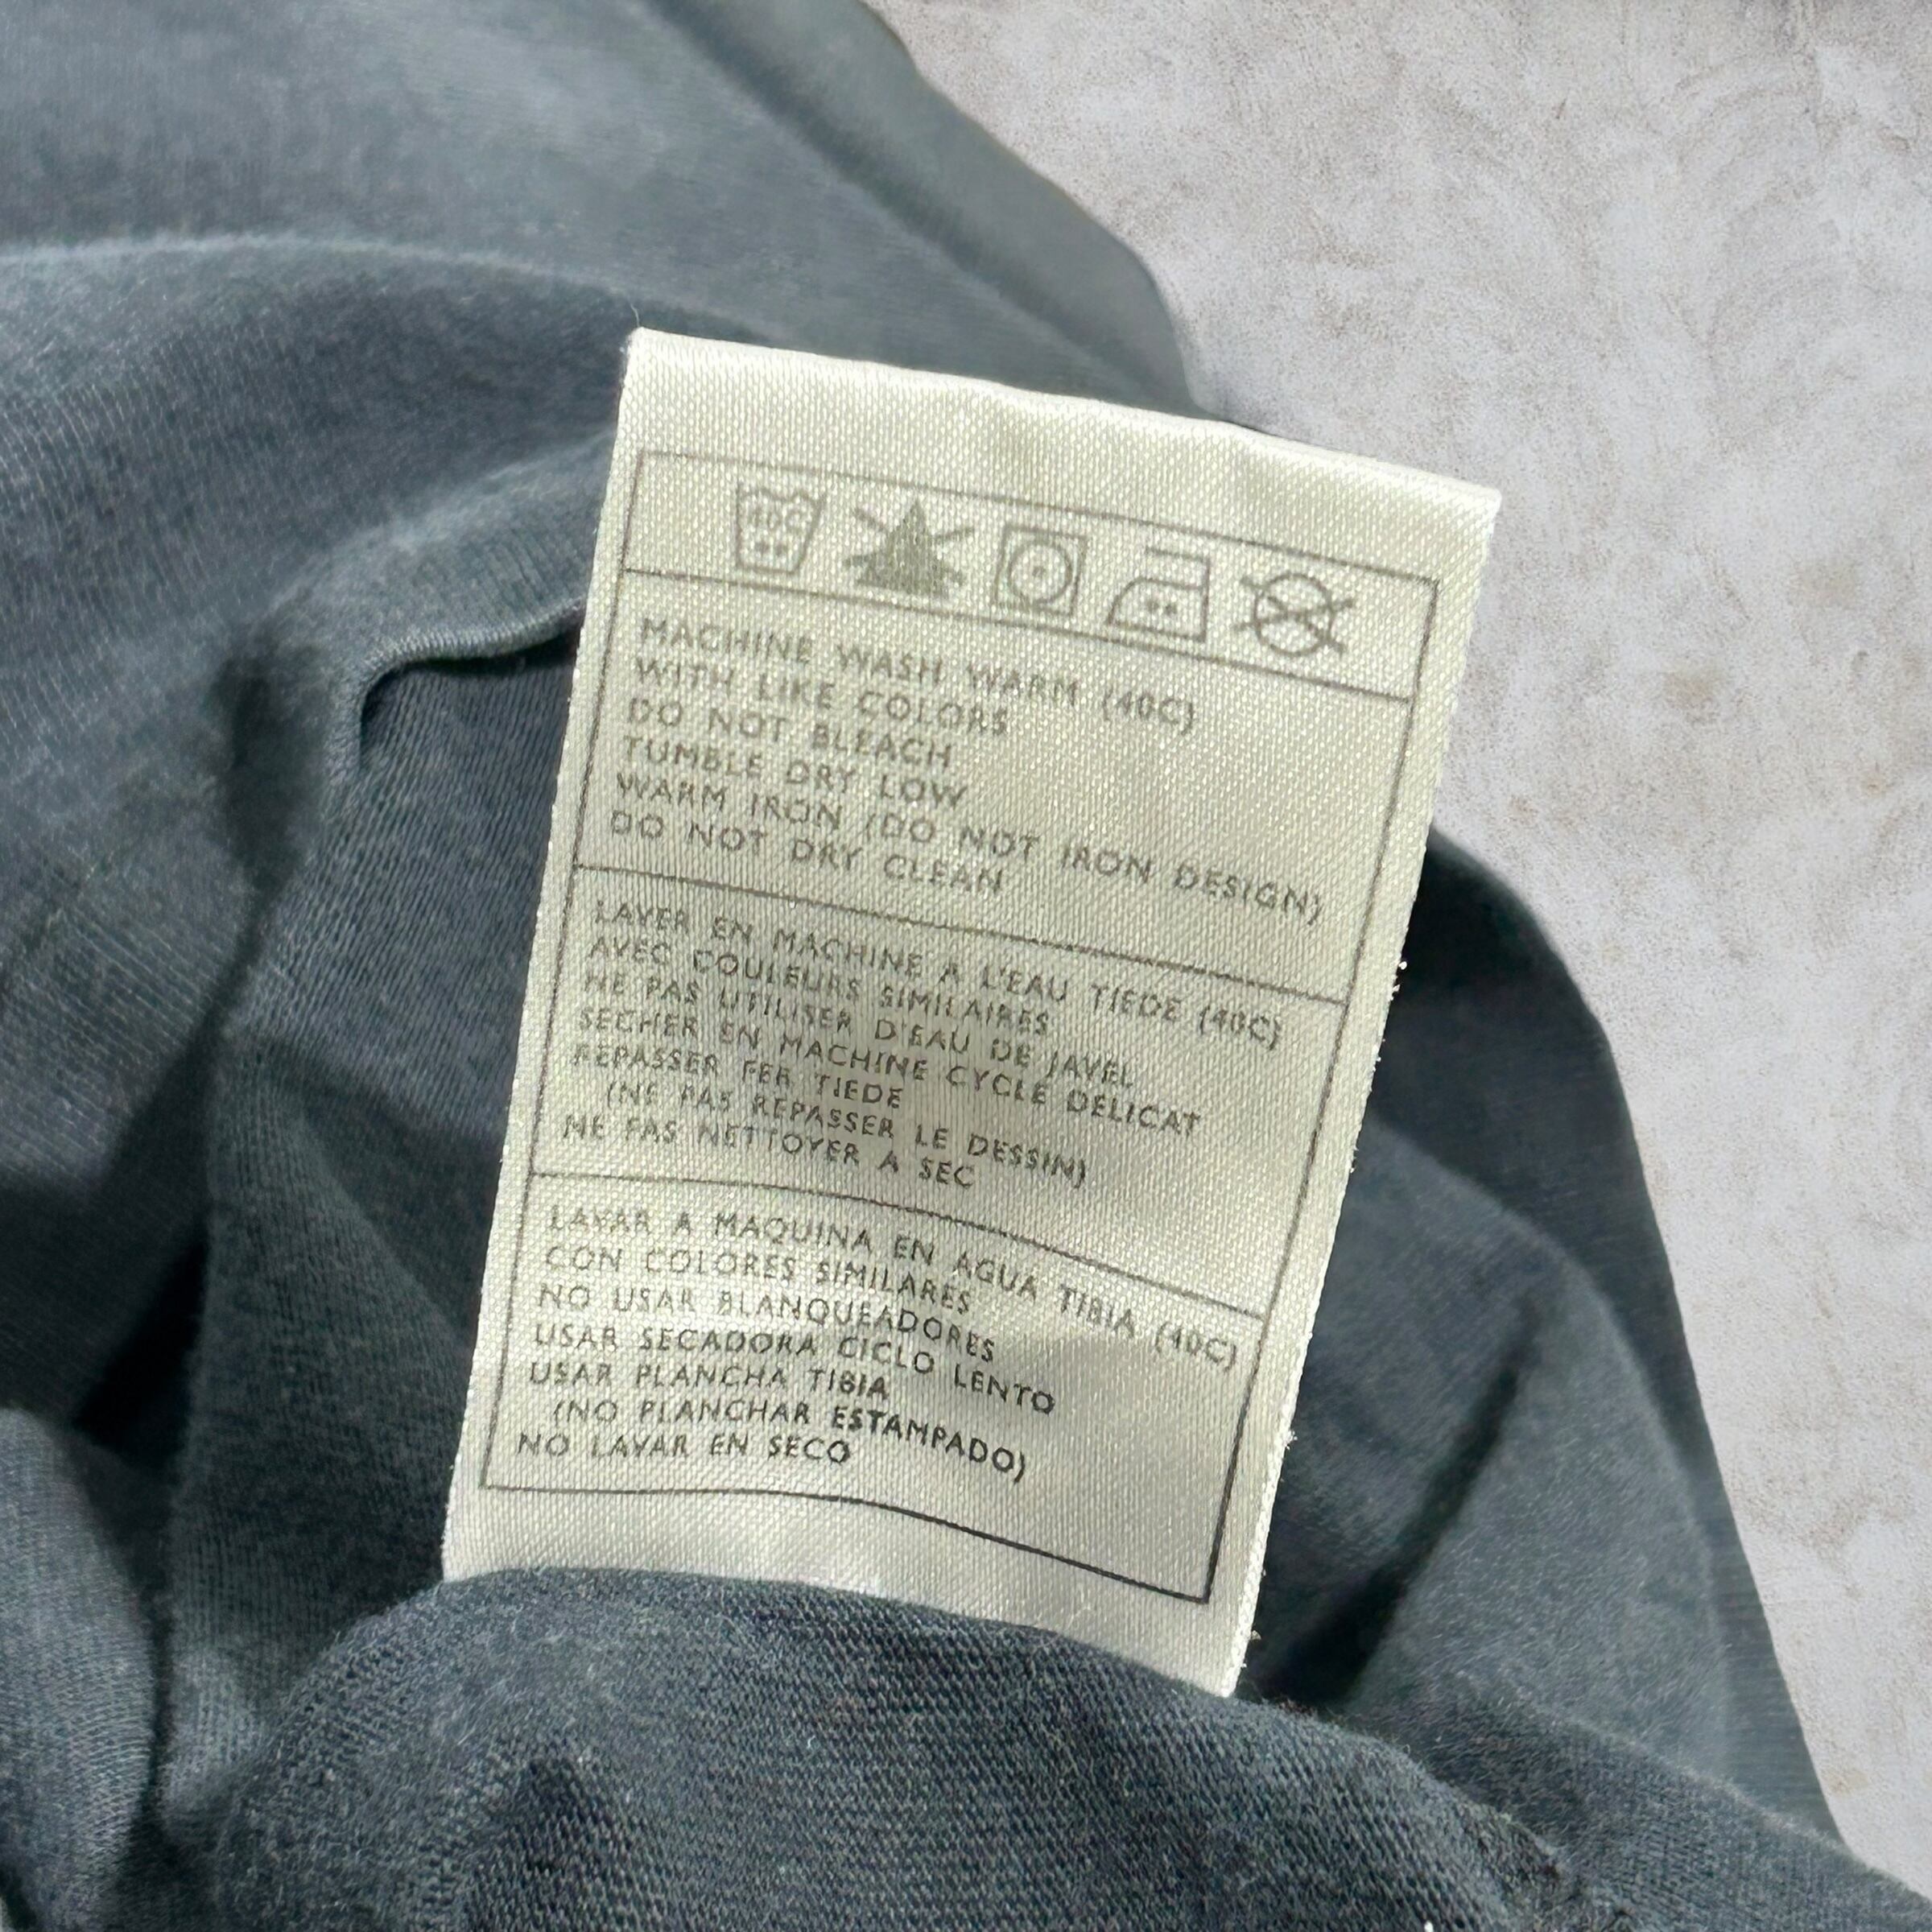 40C
MACHINE WASH WARM (40C)
WITH LIKE COLORS
DO NOT BLEACH
TUMBLE DRY LOW
WARM IRON (DO NOT IRON DESIGN)
DO NOT DRY CLEAN
LAVER EN MACHINE A L'EAU TIEDE (40C)
AVEC COULEURS SIMILAIRES
NE PAS UTILISER D'EAU DE JAVEL
SECHER EN MACHINE CYCLE DELICAT
REPASSER FER TIEDE
(NE PAS REPASSER LE DESSIN)
NE PAS NETTOYER A SEC
LAVAR A MAQUINA EN AGUA TIBIA (40C)
CON COLORES SIMILARES
NO USAR BLANQUEADORES
USAR SECADORA CICLO LENTO
USAR PLANCHA TIBIA
(NO PLANCHAR ESTAMPADO)
NO LAVAR EN SECO